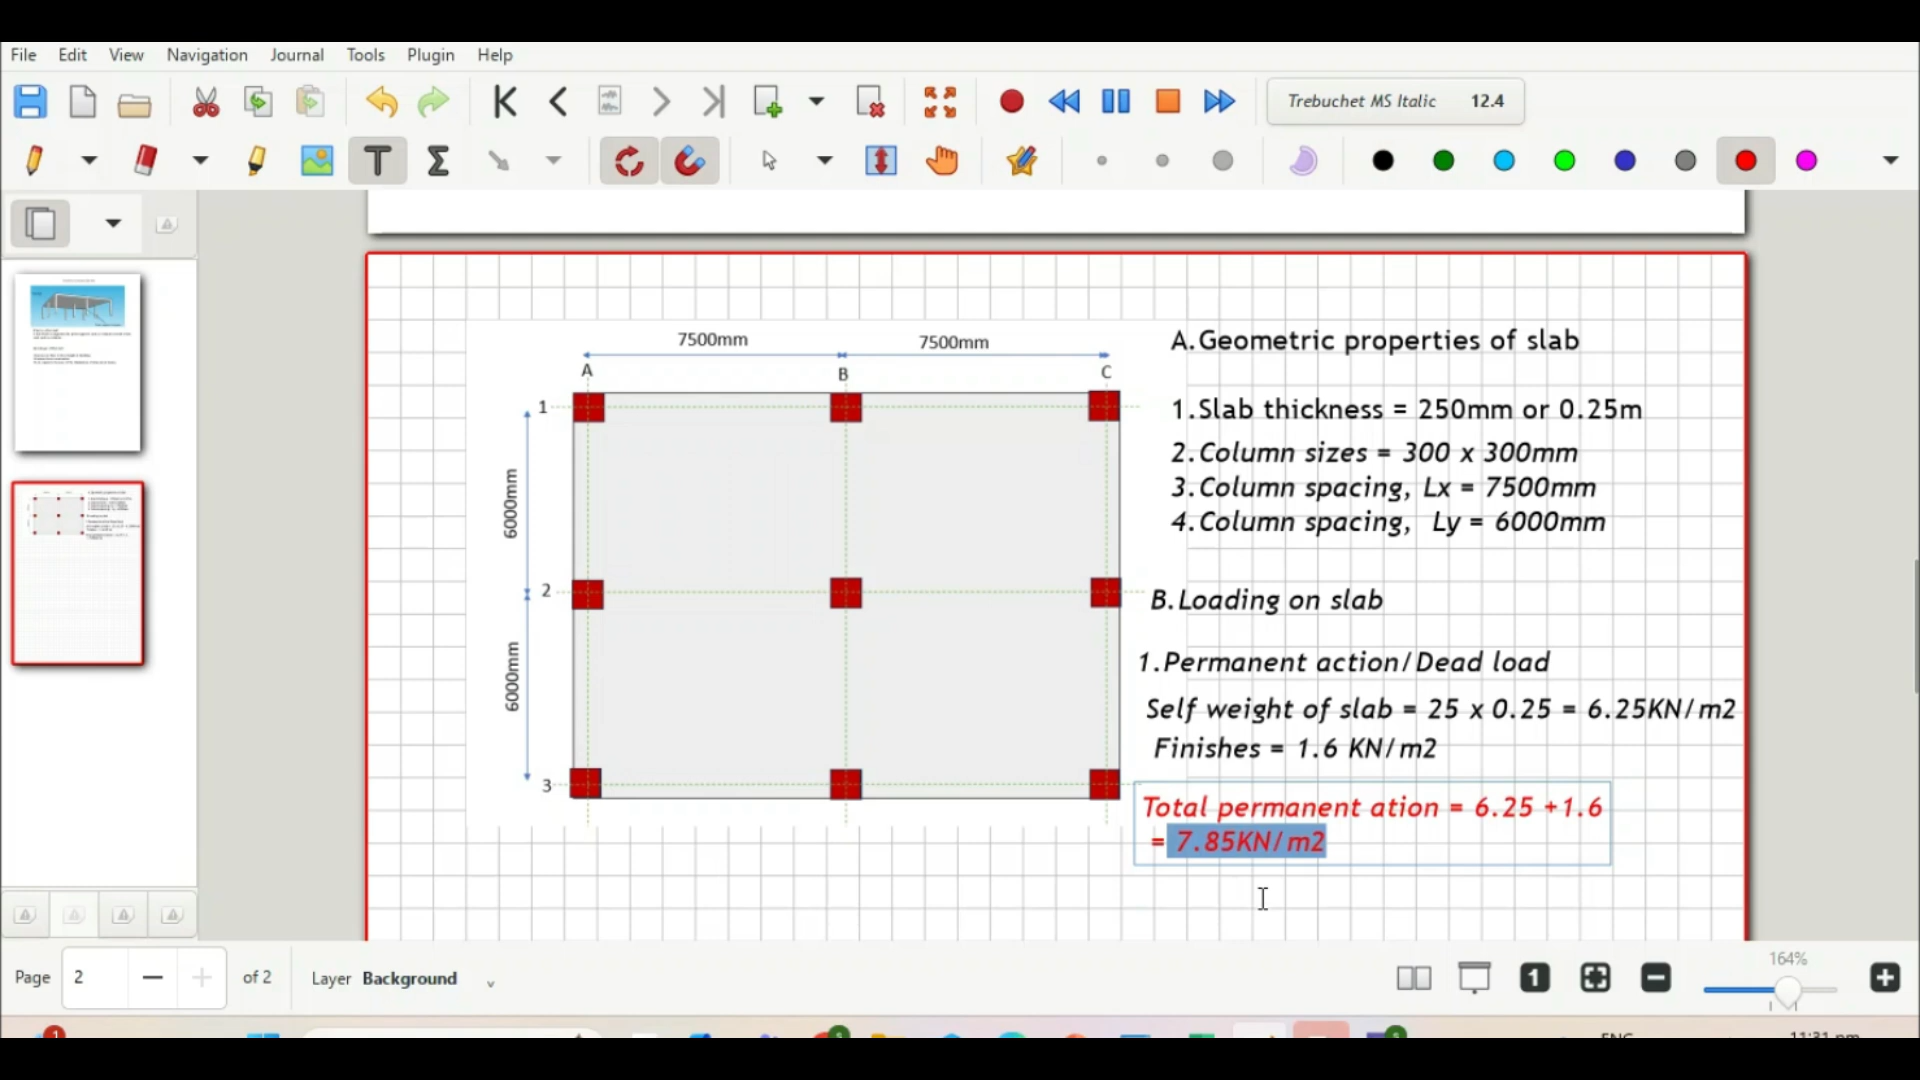 File Edit View Navigation Journal Tools Plugin Help
Trebuchet MS Italic 12.4
7500mm 7500mm
A B C
1
6000mm
2
6000mm
3
A.Geometric properties of slab
1.Slab thickness = 250mm or 0.25m
2.Column sizes = 300 x 300mm
3.Column spacing, Lx = 7500mm
4.Column spacing, Ly = 6000mm
B.Loading on slab
1.Permanent action/Dead load
Self weight of slab = 25 x 0.25 = 6.25KN/m2
Finishes = 1.6 KN/m2
Total permanent ation = 6.25 +1.6
= 7.85KN/m2
Page 2 of 2 Layer Background
164%